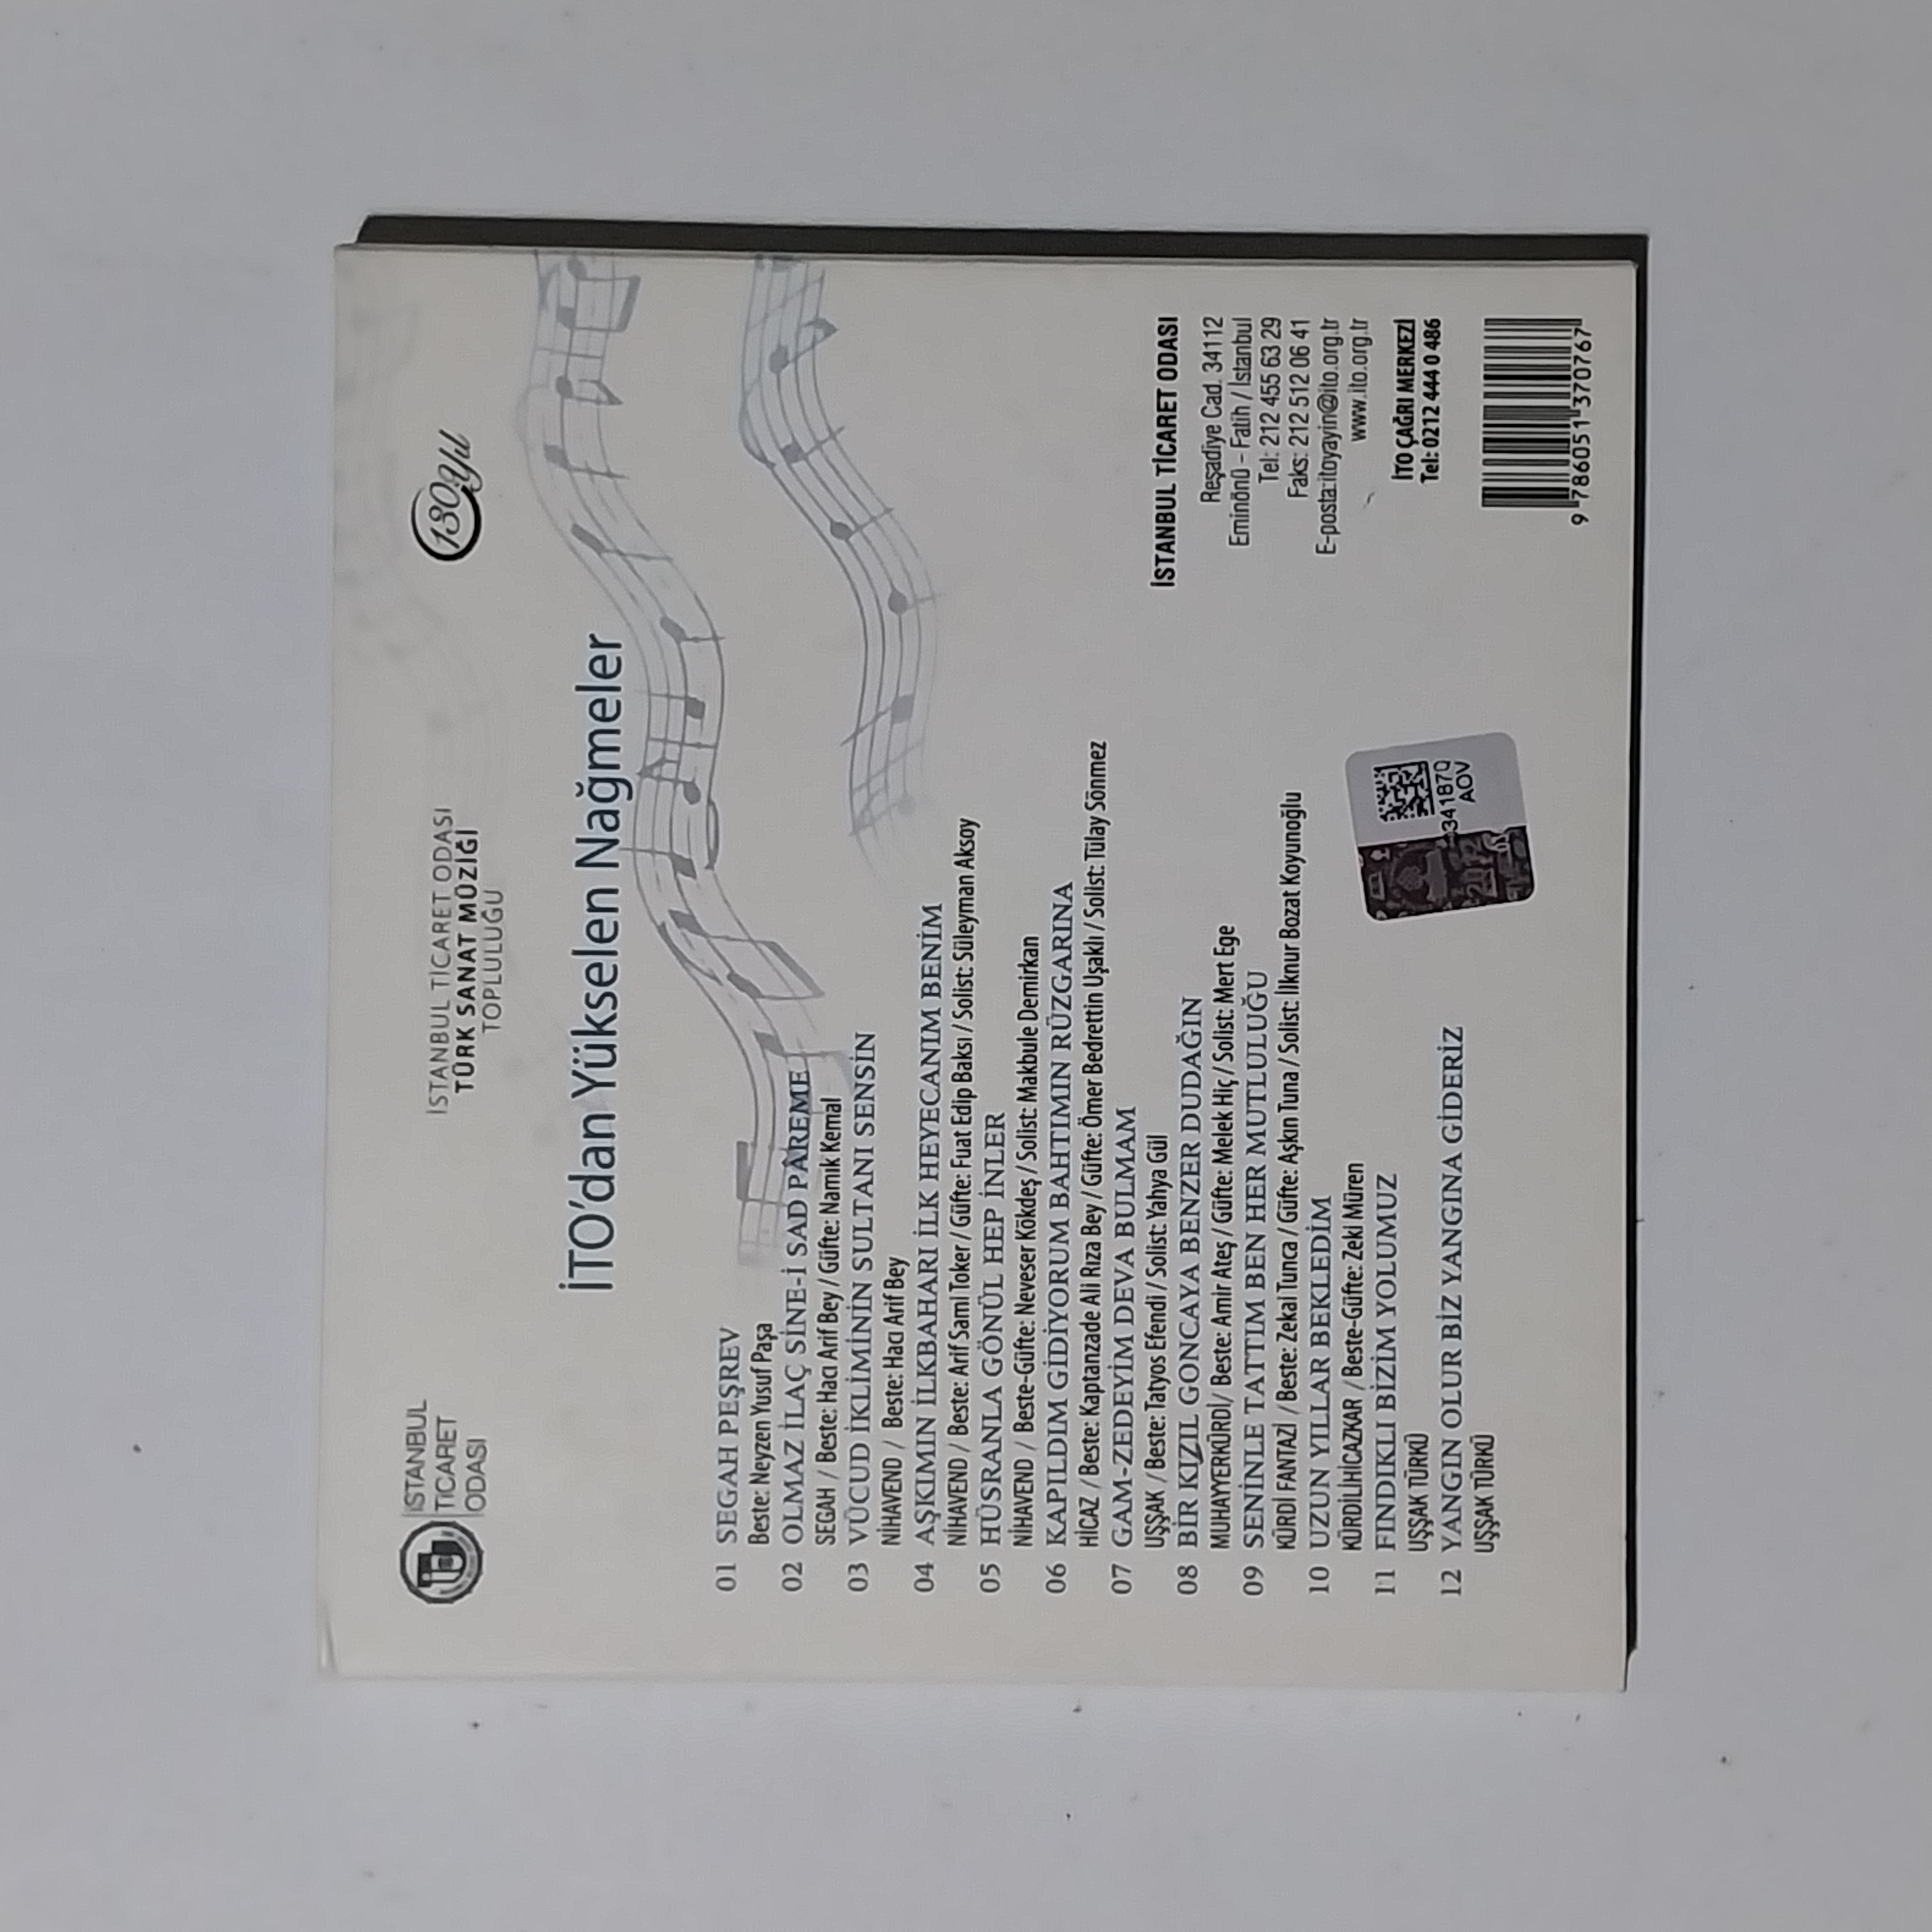 İSTANBUL
TİCARET
ODASI
İSTANBUL TİCARET ODASI
TÜRK SANAT MÜZİĞİ
TOPLULUĞU
130.Yıl
İTO'dan Yükselen Nağmeler
01 SEGAH PEŞREV
Beste: Neyzen Yusuf Paşa
02 OLMAZ İLAÇ SİNE-İ SAD PÂREME
SEGAH / Beste: Hacı Arif Bey / Güfte: Namık Kemal
03 VÜCUD İKLİMİNİN SULTANI SENSİN
NİHAVEND / Beste: Hacı Arif Bey
04 AŞKIMIN İLKBAHARI İLK HEYECANIM BENİM
NİHAVEND / Beste: Arif Sami Toker / Güfte: Fuat Edip Baksı / Solist: Süleyman Aksoy
05 HÜSRANLA GÖNÜL HEP İNLER
NİHAVEND / Beste-Güfte: Neveser Kökdeş / Solist: Makbule Demirkan
06 KAPILDIM GİDİYORUM BAHTIMIN RÜZGARINA
HİCAZ / Beste: Kaptanzade Ali Rıza Bey / Güfte: Ömer Bedrettin Uşaklı / Solist: Tülay Sönmez
07 GAM-ZEDEYİM DEVA BULMAM
UŞŞAK / Beste: Tatyos Efendi / Solist: Yahya Gül
08 BİR KIZIL GONCAYA BENZER DUDAĞIN
MUHAYYERKÜRDİ/ Beste: Amir Ateş / Güfte: Melek Hiç / Solist: Mert Ege
09 SENİNLE TATTIM BEN HER MUTLULUĞU
KÜRDİ FANTAZİ / Beste: Zekai Tunca / Güfte: Aşkın Tuna / Solist: İlknur Bozat Koyunoğlu
10 UZUN YILLAR BEKLEDİM
KÜRDİLİHİCAZKAR / Beste-Güfte: Zeki Müren
11 FINDIKLI BİZİM YOLUMUZ
UŞŞAK TÜRKÜ
12 YANGIN OLUR BİZ YANGINA GİDERİZ
UŞŞAK TÜRKÜ
341870
AOV
İSTANBUL TİCARET ODASI
Reşadiye Cad. 34112
Eminönü - Fatih / İstanbul
Tel: 212 455 63 29
Faks: 212 512 06 41
E-posta:itoyayin@ito.org.tr
www.ito.org.tr
İTO ÇAĞRI MERKEZİ
Tel: 0212 444 0 486
9 786051 370767